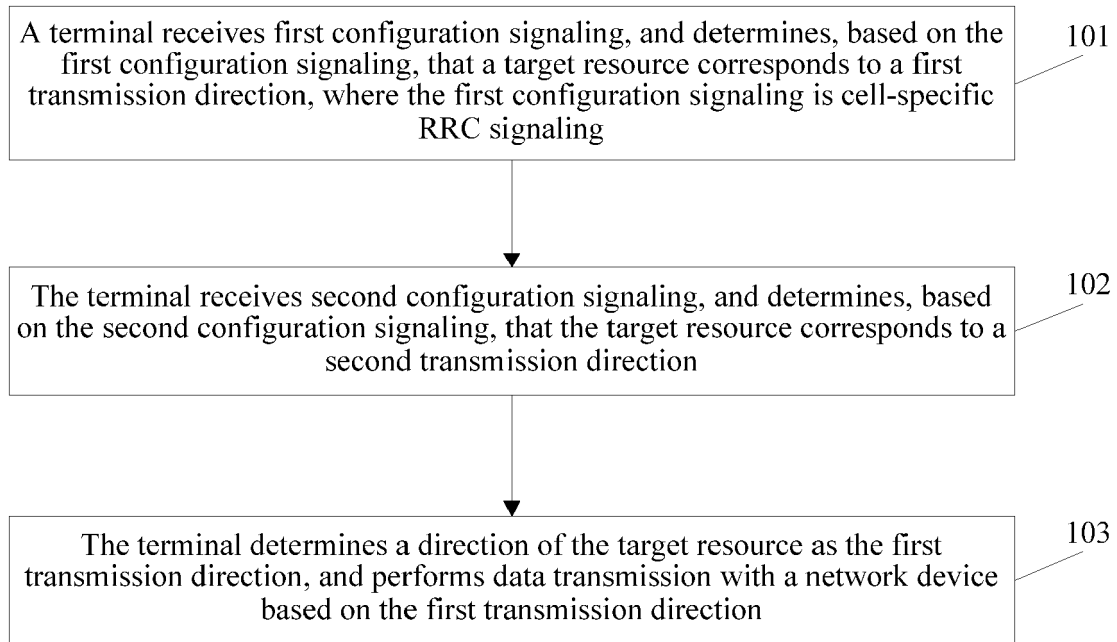 A terminal receives first configuration signaling, and determines, based on the
first configuration signaling, that a target resource corresponds to a first
transmission direction, where the first configuration signaling is cell-specific
RRC signaling
101
The terminal receives second configuration signaling, and determines, based
on the second configuration signaling, that the target resource corresponds to a
second transmission direction
102
The terminal determines a direction of the target resource as the first
transmission direction, and performs data transmission with a network device
based on the first transmission direction
103